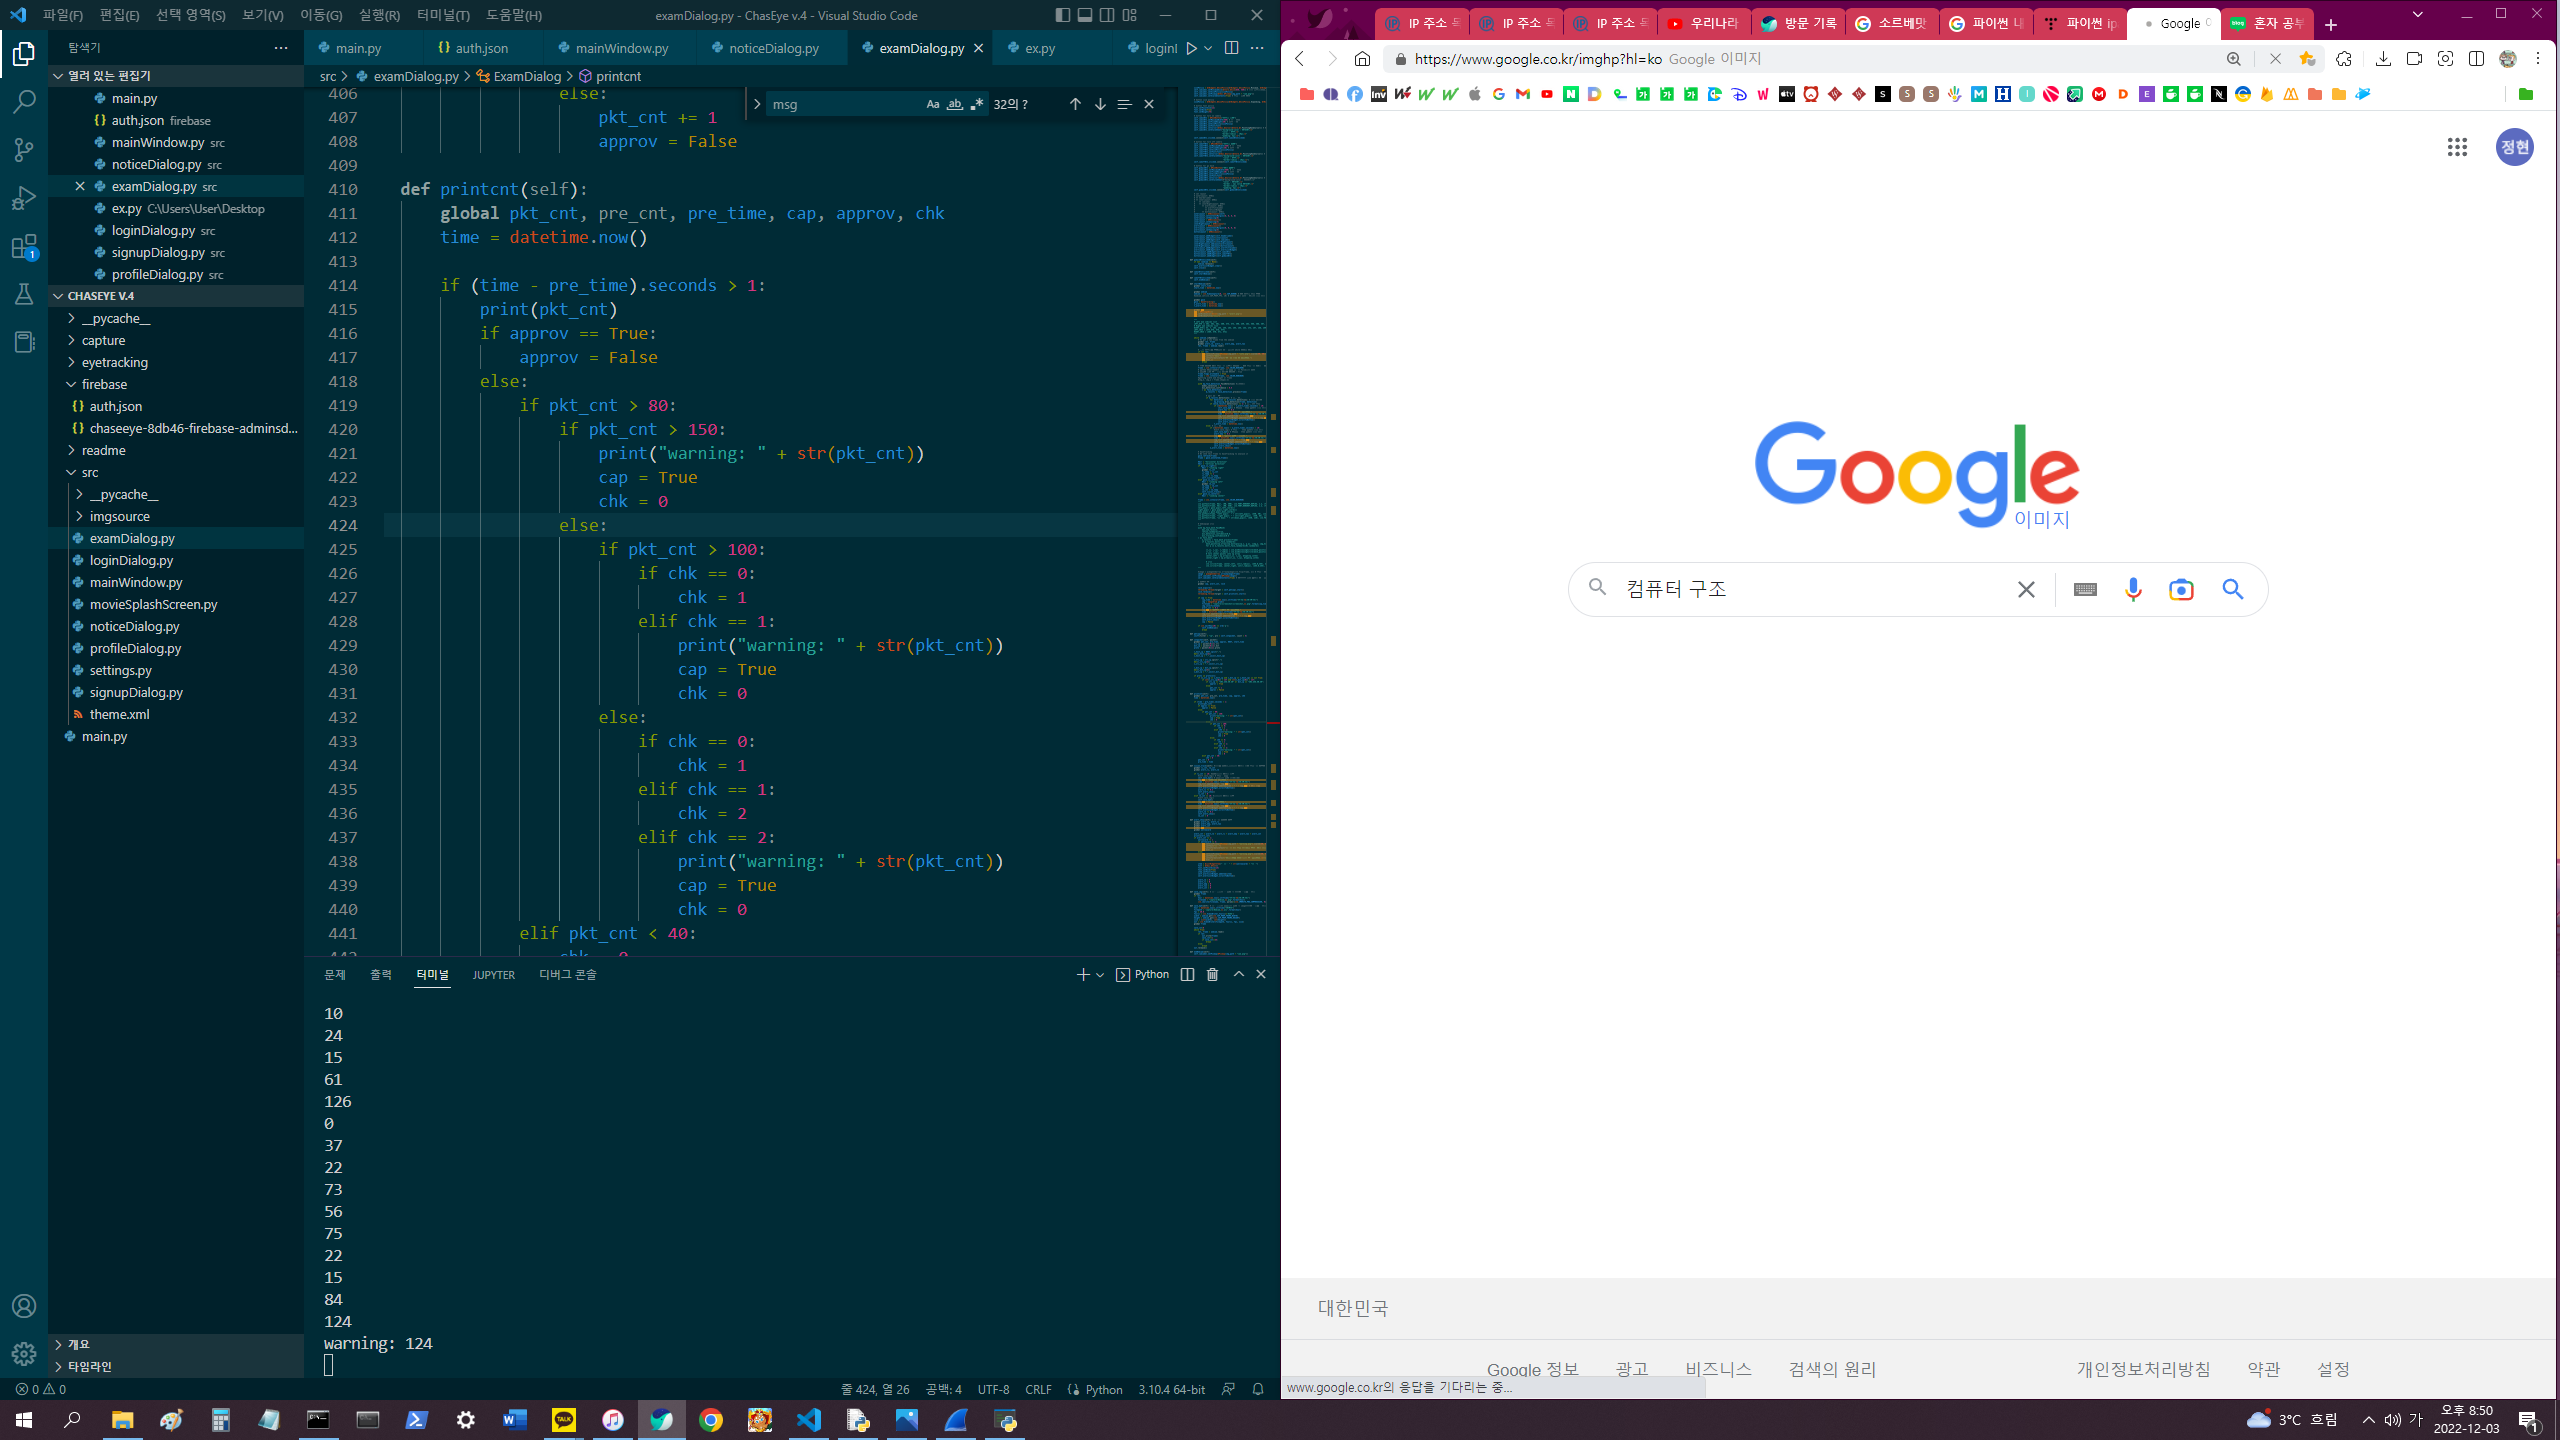 파일(F) 편집(E) 선택 영역(S) 보기(V) 이동(G) 실행(R) 터미널(T) 도움말(H)
examDialog.py - ChasEye v.4 - Visual Studio Code
탐색기
main.py
auth.json
mainWindow.py
noticeDialog.py
examDialog.py
ex.py
열려 있는 편집기
main.py
auth.json firebase
mainWindow.py src
noticeDialog.py src
examDialog.py src
ex.py C:\Users\User\Desktop
loginDialog.py src
signupDialog.py src
profileDialog.py src
CHASEYE V.4
__pycache__
capture
eyetracking
firebase
auth.json
chaseeye-8db46-firebase-adminsd...
readme
src
__pycache__
imgsource
examDialog.py
loginDialog.py
mainWindow.py
movieSplashScreen.py
noticeDialog.py
profileDialog.py
settings.py
signupDialog.py
theme.xml
main.py
개요
타임라인
src > examDialog.py > ExamDialog > printcnt
msg
Aa ab 32의 ?
406 else:
407 pkt_cnt += 1
408 approv = False
409
410 def printcnt(self):
411 global pkt_cnt, pre_cnt, pre_time, cap, approv, chk
412 time = datetime.now()
413
414 if (time - pre_time).seconds > 1:
415 print(pkt_cnt)
416 if approv == True:
417 approv = False
418 else:
419 if pkt_cnt > 80:
420 if pkt_cnt > 150:
421 print("warning: " + str(pkt_cnt))
422 cap = True
423 chk = 0
424 else:
425 if pkt_cnt > 100:
426 if chk == 0:
427 chk = 1
428 elif chk == 1:
429 print("warning: " + str(pkt_cnt))
430 cap = True
431 chk = 0
432 else:
433 if chk == 0:
434 chk = 1
435 elif chk == 1:
436 chk = 2
437 elif chk == 2:
438 print("warning: " + str(pkt_cnt))
439 cap = True
440 chk = 0
441 elif pkt_cnt < 40:
문제 출력 터미널 JUPYTER 디버그 콘솔
Python
10
24
15
61
126
0
37
22
73
56
75
22
15
84
124
warning: 124
0 0
줄 424, 열 26 공백: 4 UTF-8 CRLF Python 3.10.4 64-bit
IP 주소
IP 주소
IP 주소
우리나라
방문 기록
소르베맛
파이썬
파이썬 ip
Google
혼자 공부
https://www.google.co.kr/imghp?hl=ko Google 이미지
정현
Google
이미지
컴퓨터 구조
대한민국
Google 정보 광고 비즈니스 검색의 원리 개인정보처리방침 약관 설정
www.google.co.kr의 응답을 기다리는 중...
3°C 흐림
가
오후 8:50
2022-12-03
1